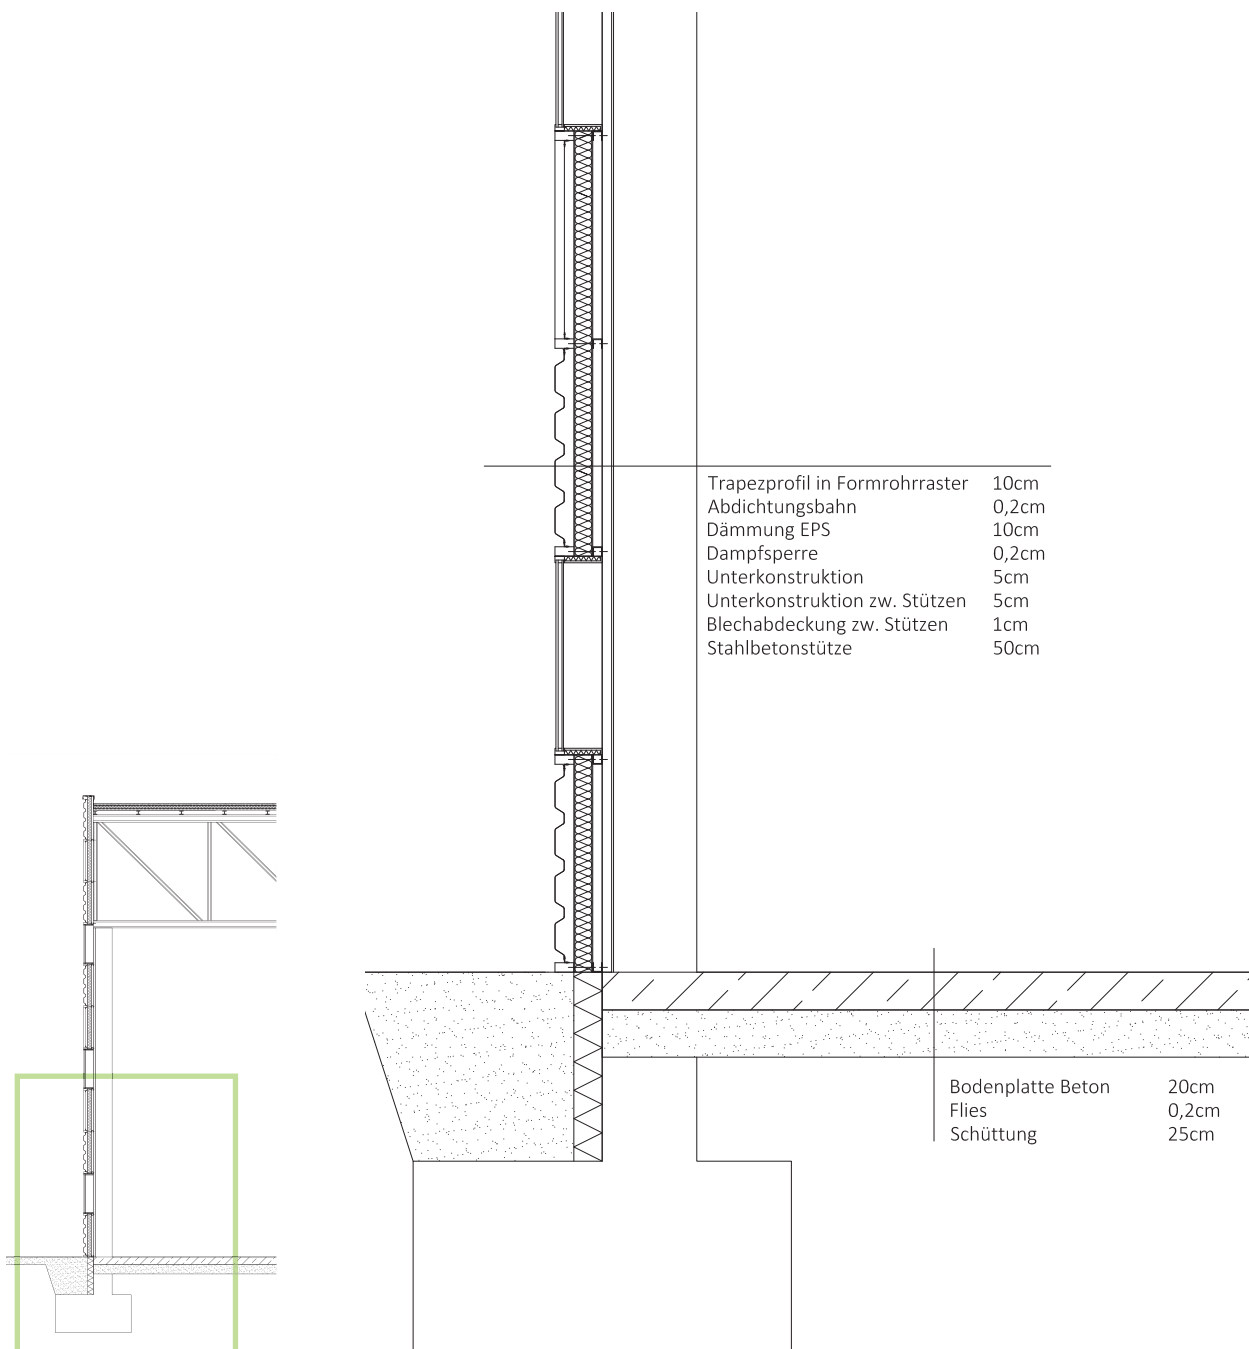 Trapezprofil in Formrohrraster 10cm
Abdichtungsbahn 0,2cm
Dämmung EPS 10cm
Dampfsperre 0,2cm
Unterkonstruktion 5cm
Unterkonstruktion zw. Stützen 5cm
Blechabdeckung zw. Stützen 1cm
Stahlbetonstütze 50cm
Bodenplatte Beton 20cm
Flies 0,2cm
Schüttung 25cm